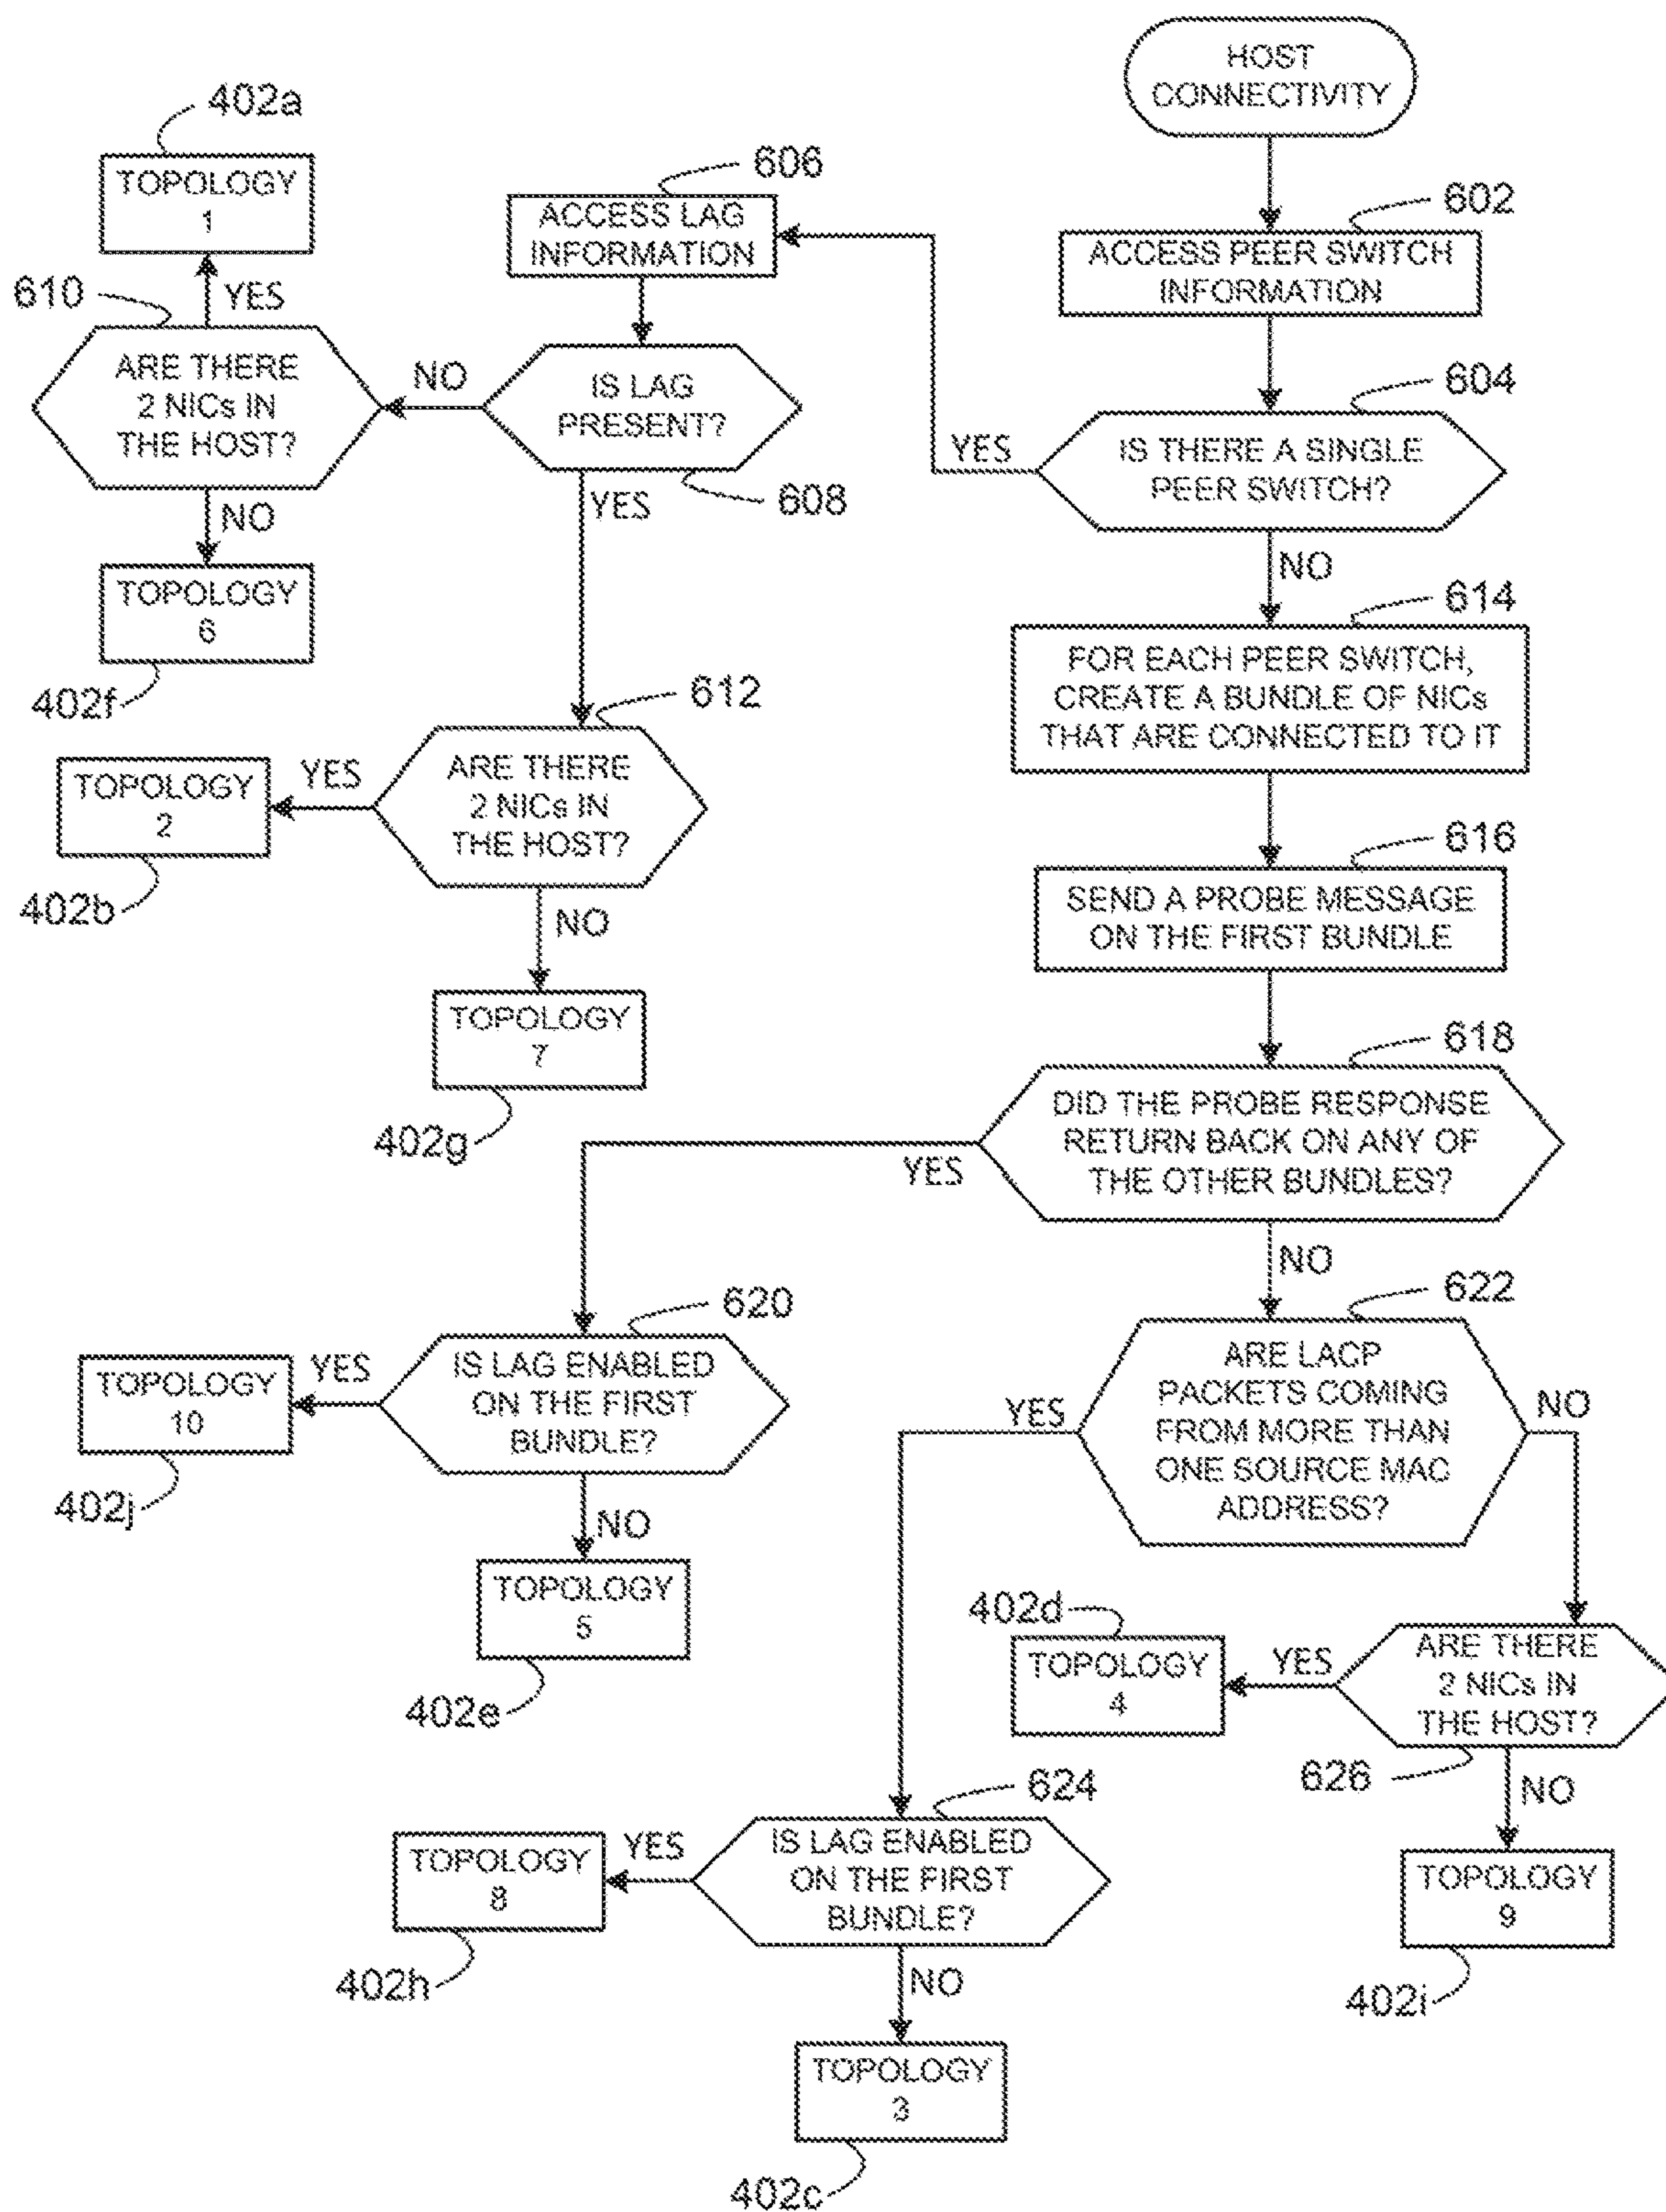 HOST
CONNECTIVITY
602
ACCESS PEER SWITCH
INFORMATION
604
IS THERE A SINGLE
PEER SWITCH?
YES
NO
606
ACCESS LAG
INFORMATION
IS LAG
PRESENT?
608
NO
YES
610
ARE THERE
2 NICs IN
THE HOST?
YES
402a
TOPOLOGY
1
NO
TOPOLOGY
6
402f
612
ARE THERE
2 NICs IN
THE HOST?
YES
TOPOLOGY
2
402b
NO
TOPOLOGY
7
402g
614
FOR EACH PEER SWITCH,
CREATE A BUNDLE OF NICs
THAT ARE CONNECTED TO IT
616
SEND A PROBE MESSAGE
ON THE FIRST BUNDLE
618
DID THE PROBE RESPONSE
RETURN BACK ON ANY OF
THE OTHER BUNDLES?
YES
NO
620
IS LAG ENABLED
ON THE FIRST
BUNDLE?
YES
TOPOLOGY
10
402j
NO
TOPOLOGY
5
402e
622
ARE LACP
PACKETS COMING
FROM MORE THAN
ONE SOURCE MAC
ADDRESS?
YES
NO
ARE THERE
2 NICs IN
THE HOST?
626
YES
402d
TOPOLOGY
4
NO
TOPOLOGY
9
402i
624
IS LAG ENABLED
ON THE FIRST
BUNDLE?
YES
TOPOLOGY
8
402h
NO
TOPOLOGY
3
402c